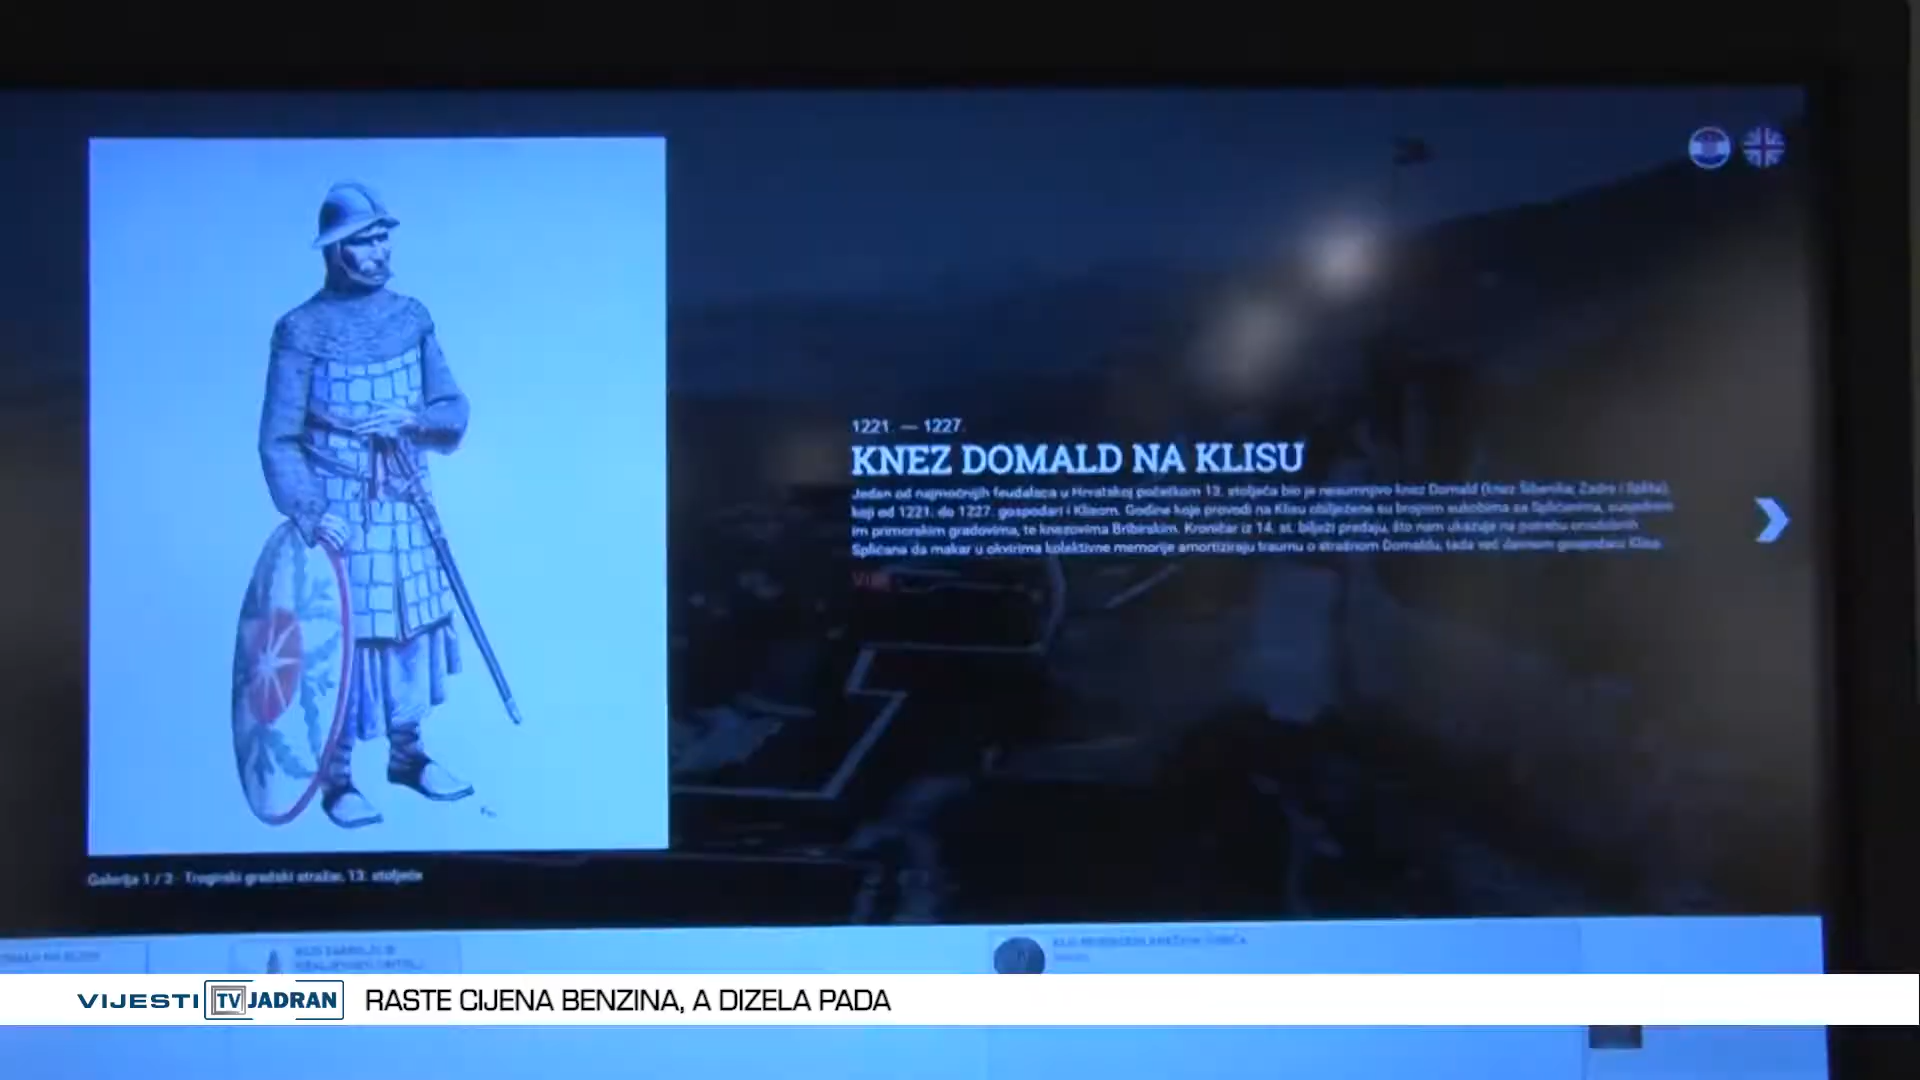 1221. — 1227.
KNEZ DOMALD NA KLISU
Jedan od najmoćnijih feudalaca u Hrvatskoj početkom 13. stoljeća bio je nesumnjivo knez Domald (knez Šibenika, Zadra i Splita),
koji od 1221. do 1227. gospodari i Klisom. Godine koje provodi na Klisu obilježene su brojnim sukobima sa Splićanima, susjednim
im primorskim gradovima, te knezovima Bribirskim. Kroničar iz 14. st. bilježi predaju, što nam ukazuje na potrebu onodobnih
Splićana da makar u okvirima kolektivne memorije amortiziraju traumu o strašnom Domaldu, tada već davnom gospodaru Klisa.
Galerija 1 / 2 Trogirski gradski stražar, 13. stoljeće
VIJESTI TV JADRAN RASTE CIJENA BENZINA, A DIZELA PADA